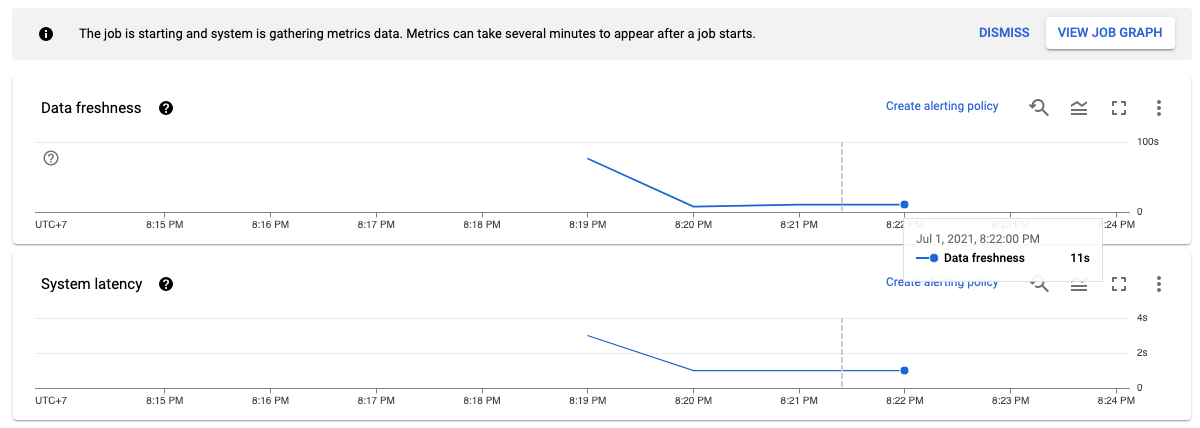 The job is starting and system is gathering metrics data. Metrics can take several minutes to appear after a job starts.
DISMISS
VIEW JOB GRAPH
Data freshness
Create alerting policy
100s
0
UTC+7 8:15 PM 8:16 PM 8:17 PM 8:18 PM 8:19 PM 8:20 PM 8:21 PM 8:22 PM 8:23 PM 8:24 PM
Jul 1, 2021, 8:22:00 PM
Data freshness 11s
System latency
Create alerting policy
4s
2s
0
UTC+7 8:15 PM 8:16 PM 8:17 PM 8:18 PM 8:19 PM 8:20 PM 8:21 PM 8:22 PM 8:23 PM 8:24 PM